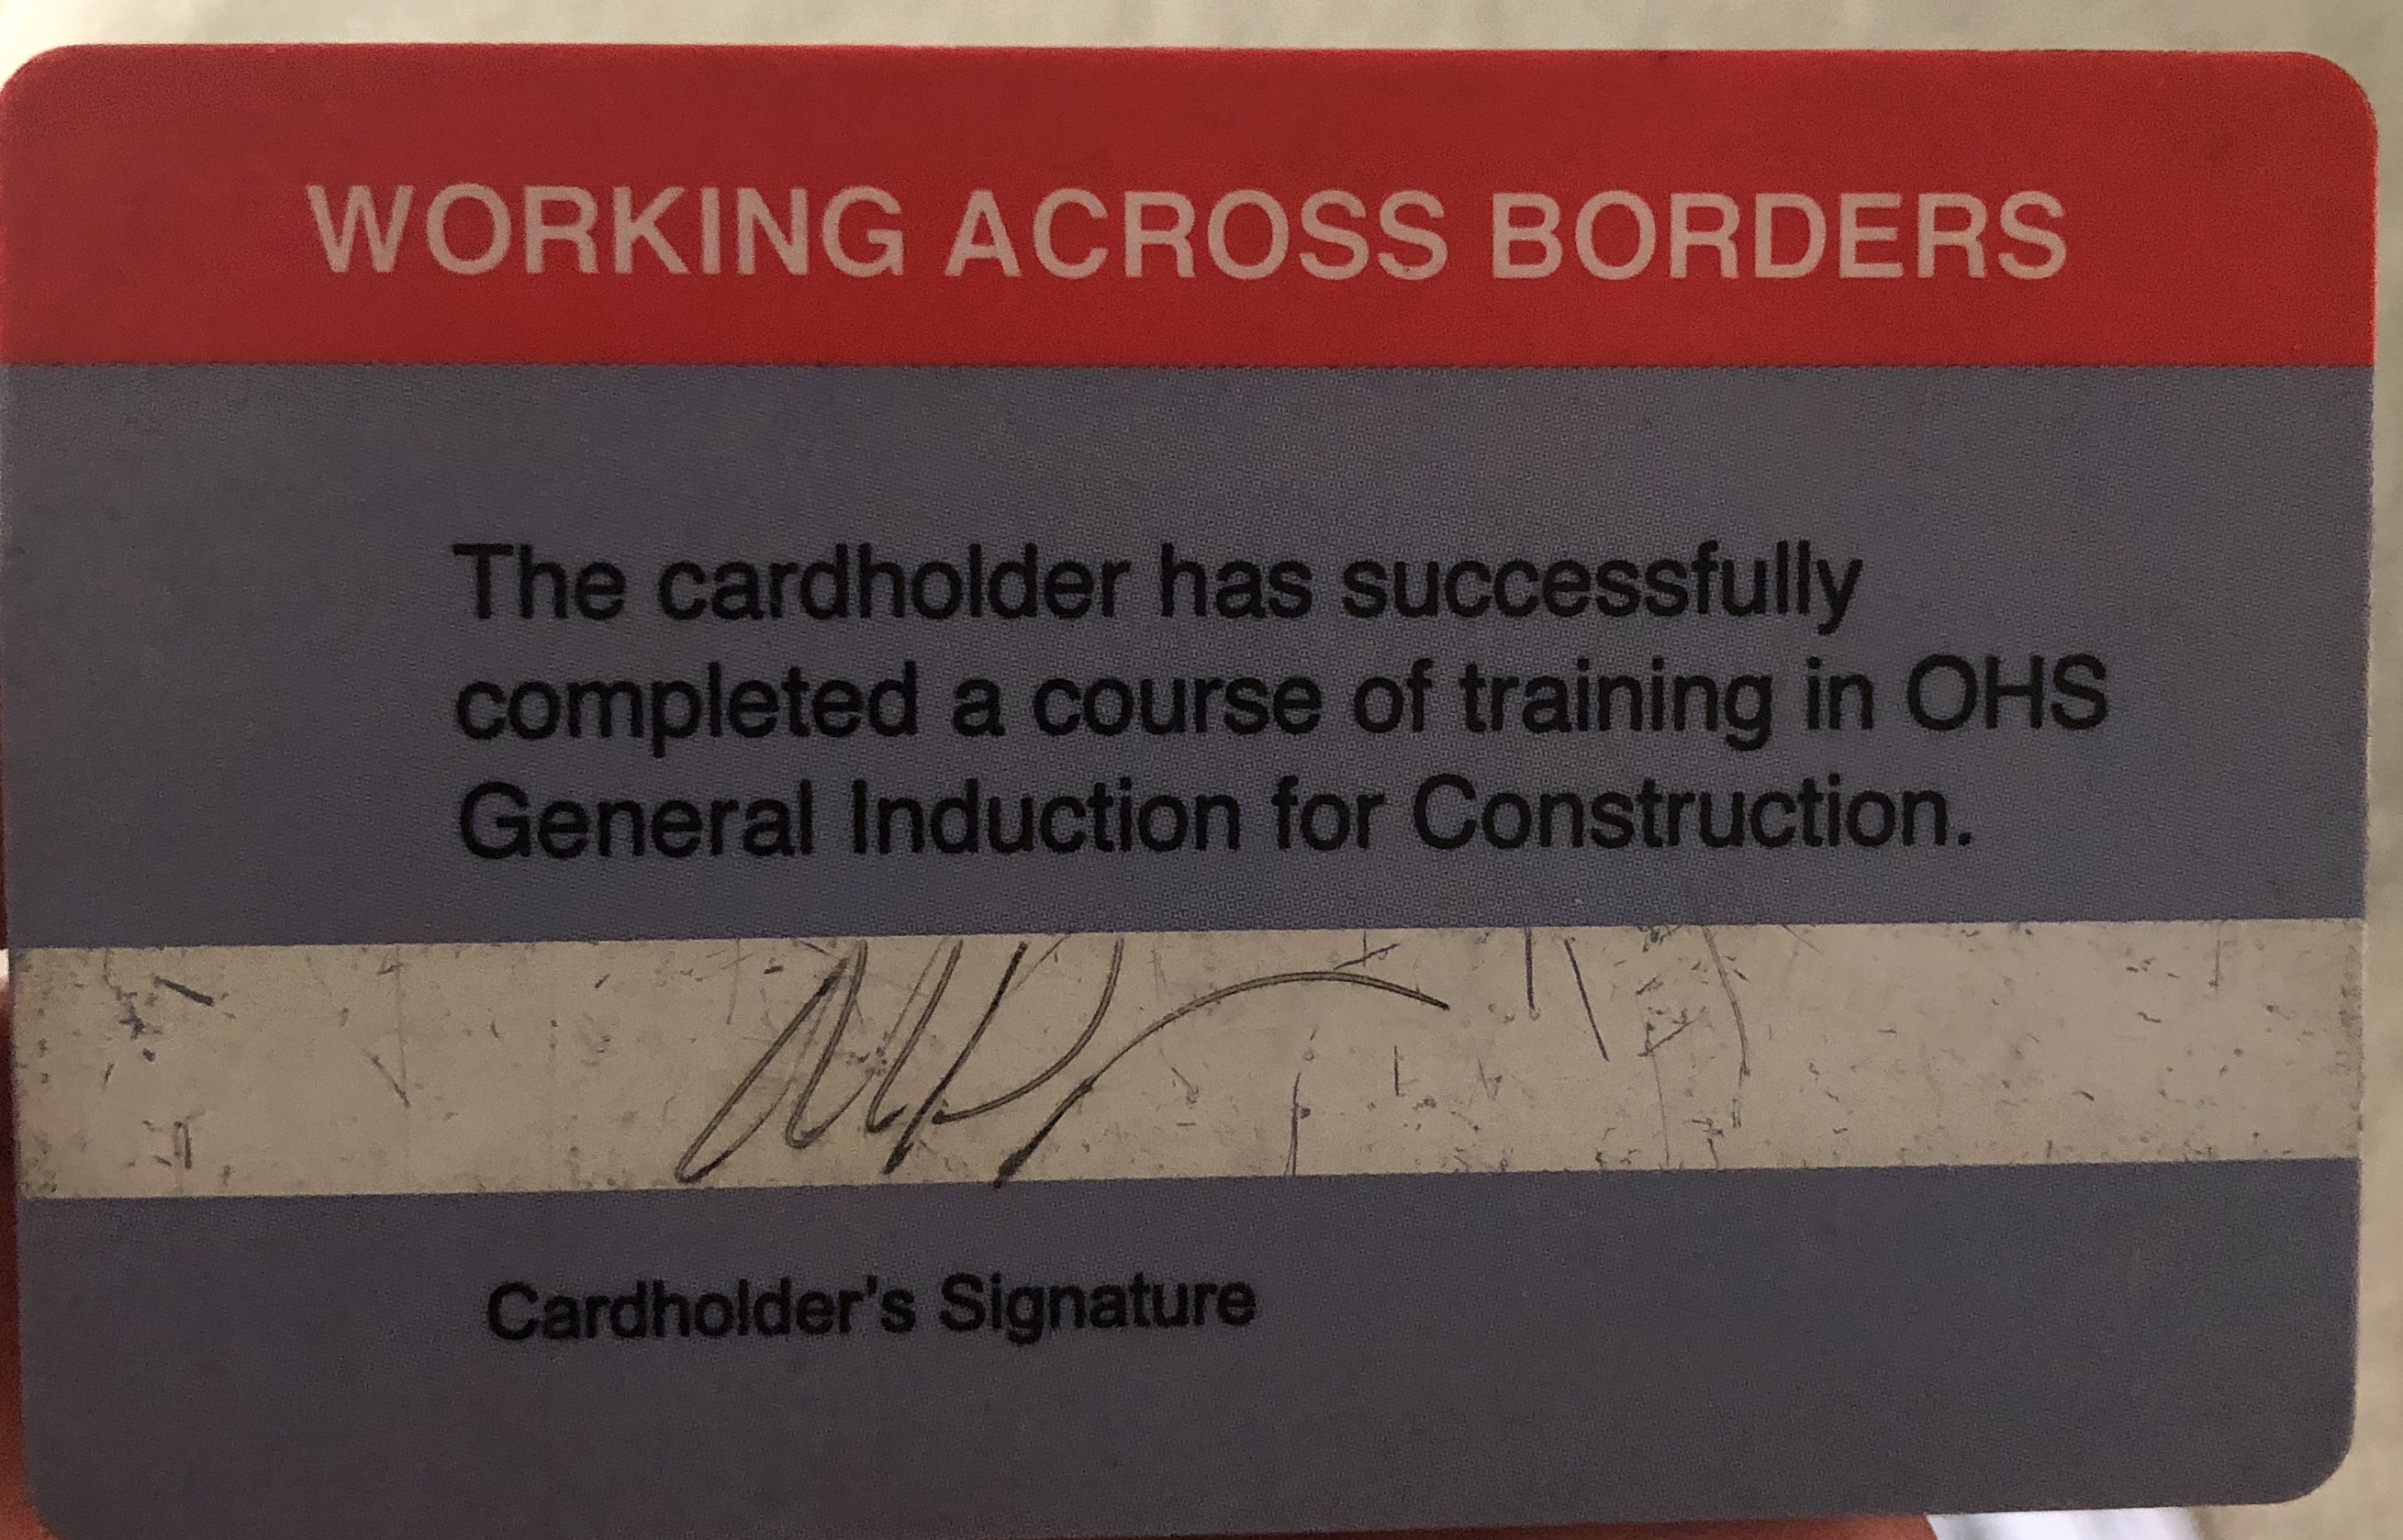 WORKING ACROSS BORDERS
The cardholder has successfully
completed a course of training in OHS
General Induction for Construction.
Cardholder's Signature